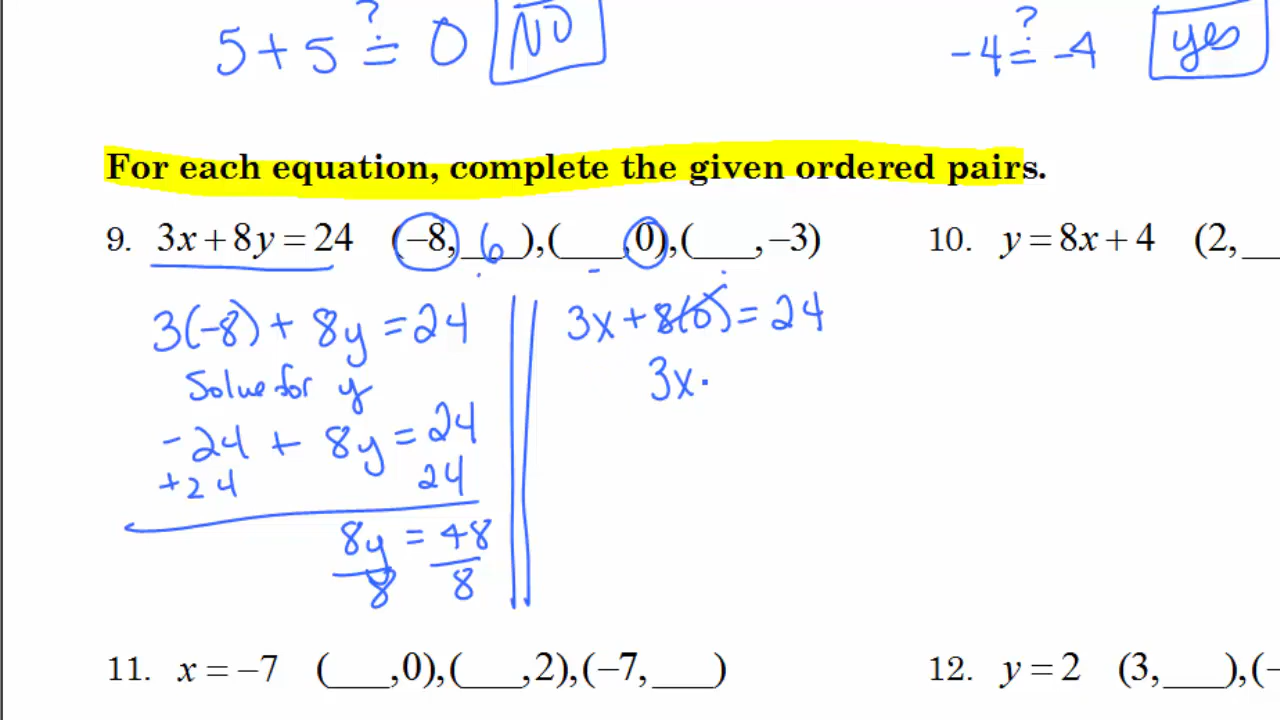 5 + 5 ≟ 0 NO
-4 ≟ -4 yes
For each equation, complete the given ordered pairs.
9. 3x + 8y = 24 (-8, 6 ), (___, 0), (___, -3)
10. y = 8x + 4 (2, __
3(-8) + 8y = 24
Solve for y
-24 + 8y = 24
+24 24
8y = 48
8 8
3x + 8(0) = 24
3x
11. x = -7 (___, 0), (___, 2), (-7, ___)
12. y = 2 (3, ___), (-